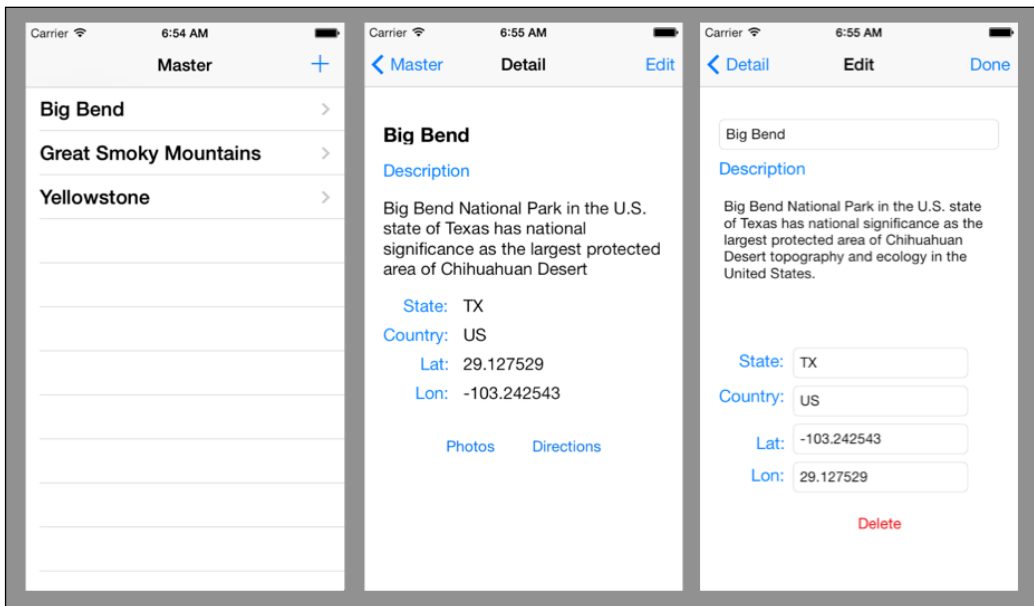 Carrier 6:54 AM
Master +
Big Bend
Great Smoky Mountains
Yellowstone
Carrier 6:55 AM
Master Detail Edit
Big Bend
Description
Big Bend National Park in the U.S.
state of Texas has national
significance as the largest protected
area of Chihuahuan Desert
State: TX
Country: US
Lat: 29.127529
Lon: -103.242543
Photos Directions
Carrier 6:55 AM
Detail Edit Done
Big Bend
Description
Big Bend National Park in the U.S. state
of Texas has national significance as the
largest protected area of Chihuahuan
Desert topography and ecology in the
United States.
State: TX
Country: US
Lat: -103.242543
Lon: 29.127529
Delete